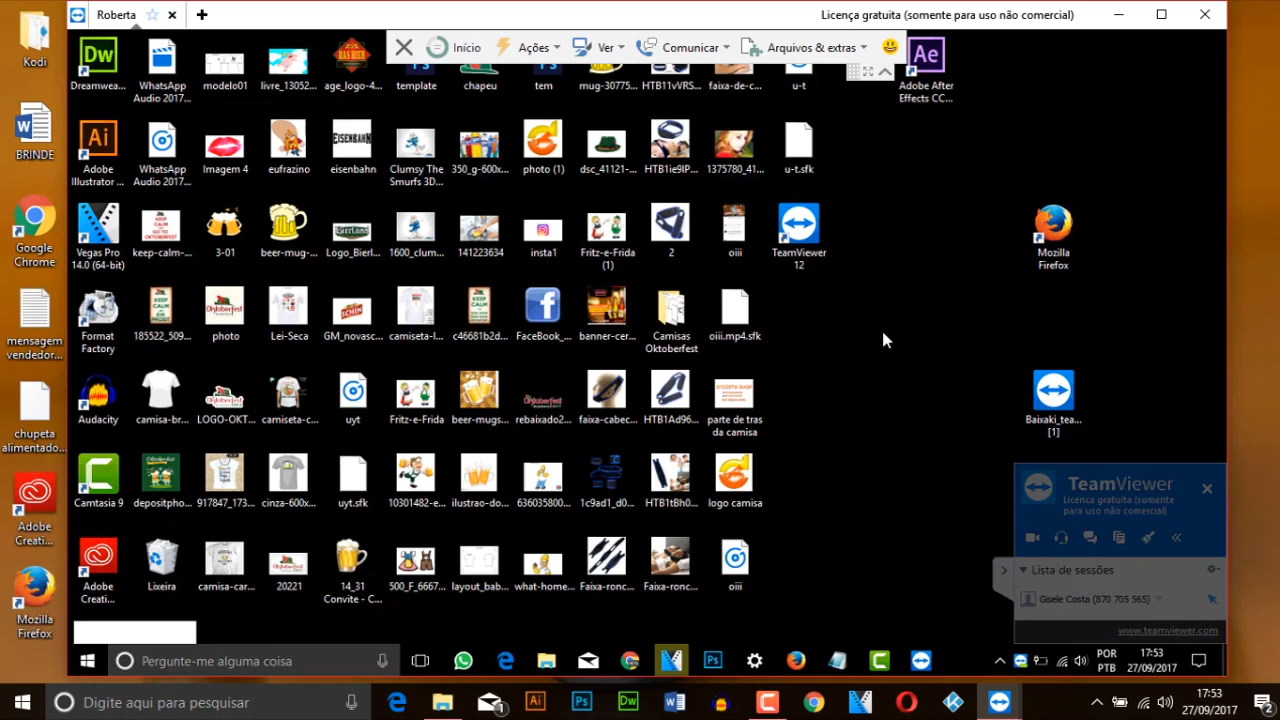 Roberta
Licença gratuita (somente para uso não comercial)
Início
Ações
Ver
Comunicar
Arquivos & extras
Kodi
BRINDE
Google Chrome
mensagem vendedor...
chupeta alimentado...
Adobe Creati...
Mozilla Firefox
Dreamwea...
WhatsApp Audio 2017...
modelo01
livre_13052...
age_logo-4...
template
chapeu
tem
mug-30775...
HTB11vVRS...
faixa-de-c...
u-t
Adobe After Effects CC...
Adobe Illustrator ...
WhatsApp Audio 2017...
Imagem 4
eufrazino
eisenbahn
Clumsy The Smurfs 3D...
350_g-600x...
photo (1)
dsc_41121-...
HTB1ie9IP...
1375780_41...
u-t.sfk
Vegas Pro 14.0 (64-bit)
keep-calm-...
3-01
beer-mug-...
Logo_Bierl...
1600_clum...
141223634
insta1
Fritz-e-Frida (1)
2
oiii
TeamViewer 12
Mozilla Firefox
Format Factory
185522_509...
photo
Lei-Seca
GM_novasc...
camiseta-l...
c46681b2d...
FaceBook_...
banner-cer...
Camisas Oktoberfest
oiii.mp4.sfk
Audacity
camisa-br...
LOGO-OKT...
camiseta-c...
uyt
Fritz-e-Frida
beer-mugs...
rebaixado2...
faixa-cabec...
HTB1Ad96...
parte de tras da camisa
Baixaki_tea... [1]
Camtasia 9
depositpho...
917847_173...
cinza-600x...
uyt.sfk
10301482-e...
ilustrao-do...
636035800...
1c9ad1_d0...
HTB1tBh0...
logo camisa
Adobe Creati...
Lixeira
camisa-car...
20221
14_31 Convite - C...
500_F_6667...
layout_bab...
what-home...
Faixa-ronc...
Faixa-ronc...
oiii
TeamViewer
Licença gratuita (somente
para uso não comercial)
Lista de sessões
Gisele Costa (870 705 565)
www.teamviewer.com
Pergunte-me alguma coisa
POR
PTB
17:53
27/09/2017
Digite aqui para pesquisar
17:53
27/09/2017